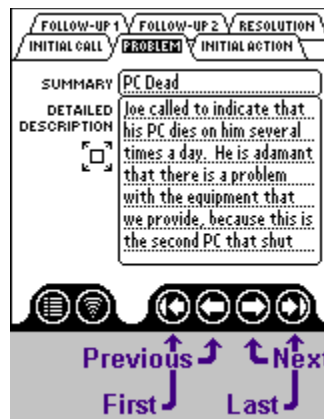 FOLLOW-UP 1 FOLLOW-UP 2 RESOLUTION
INITIAL CALL PROBLEM INITIAL ACTION
SUMMARY PC Dead
DETAILED DESCRIPTION
Joe called to indicate that
his PC dies on him several
times a day. He is adamant
that there is a problem
with the equipment that
we provide, because this is
the second PC that shut
Previous Next
First Last